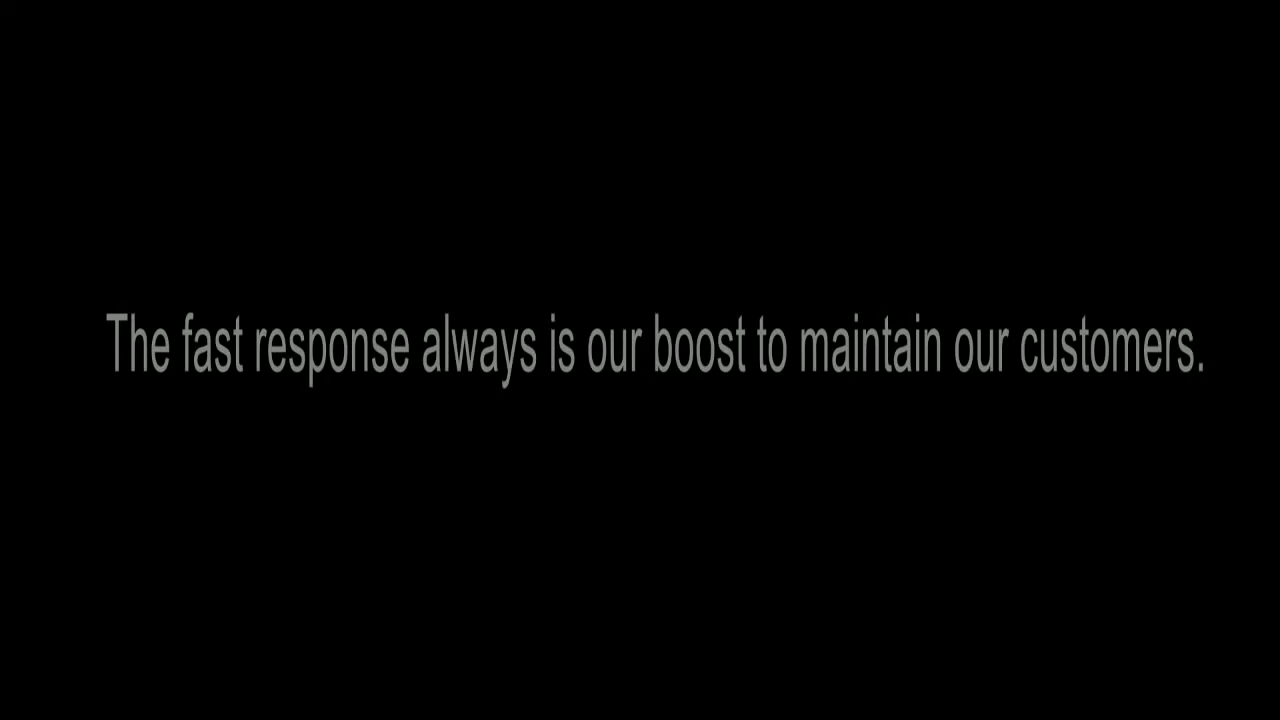 The fast response always is our boost to maintain our customers.